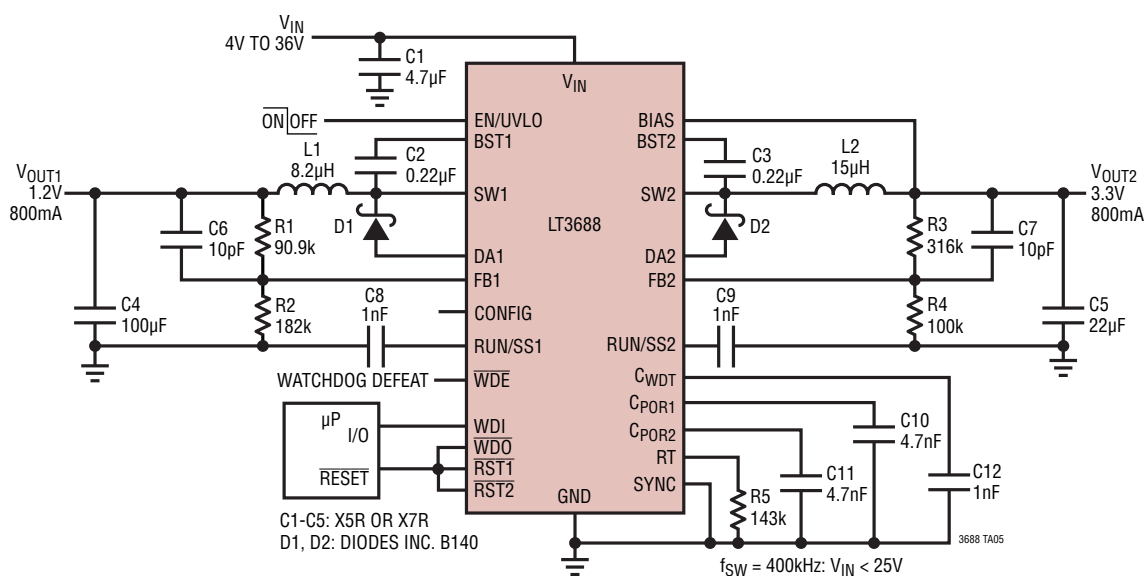 VIN
4V TO 36V
C1
4.7µF
VIN
ON OFF
EN/UVLO
BIAS
BST1
BST2
L1
8.2µH
C2
0.22µF
C3
0.22µF
L2
15µH
VOUT1
1.2V
800mA
SW1
SW2
VOUT2
3.3V
800mA
LT3688
C6
10pF
R1
90.9k
D1
D2
R3
316k
C7
10pF
DA1
DA2
FB1
FB2
C4
100µF
R2
182k
C8
1nF
CONFIG
C9
1nF
R4
100k
C5
22µF
RUN/SS1
RUN/SS2
WATCHDOG DEFEAT
WDE
CWDT
µP
I/O
WDI
CPOR1
C10
4.7nF
WDO
CPOR2
RESET
RST1
RT
C11
4.7nF
C12
1nF
RST2
SYNC
GND
R5
143k
C1-C5: X5R OR X7R
D1, D2: DIODES INC. B140
3688 TA05
fSW = 400kHz: VIN < 25V